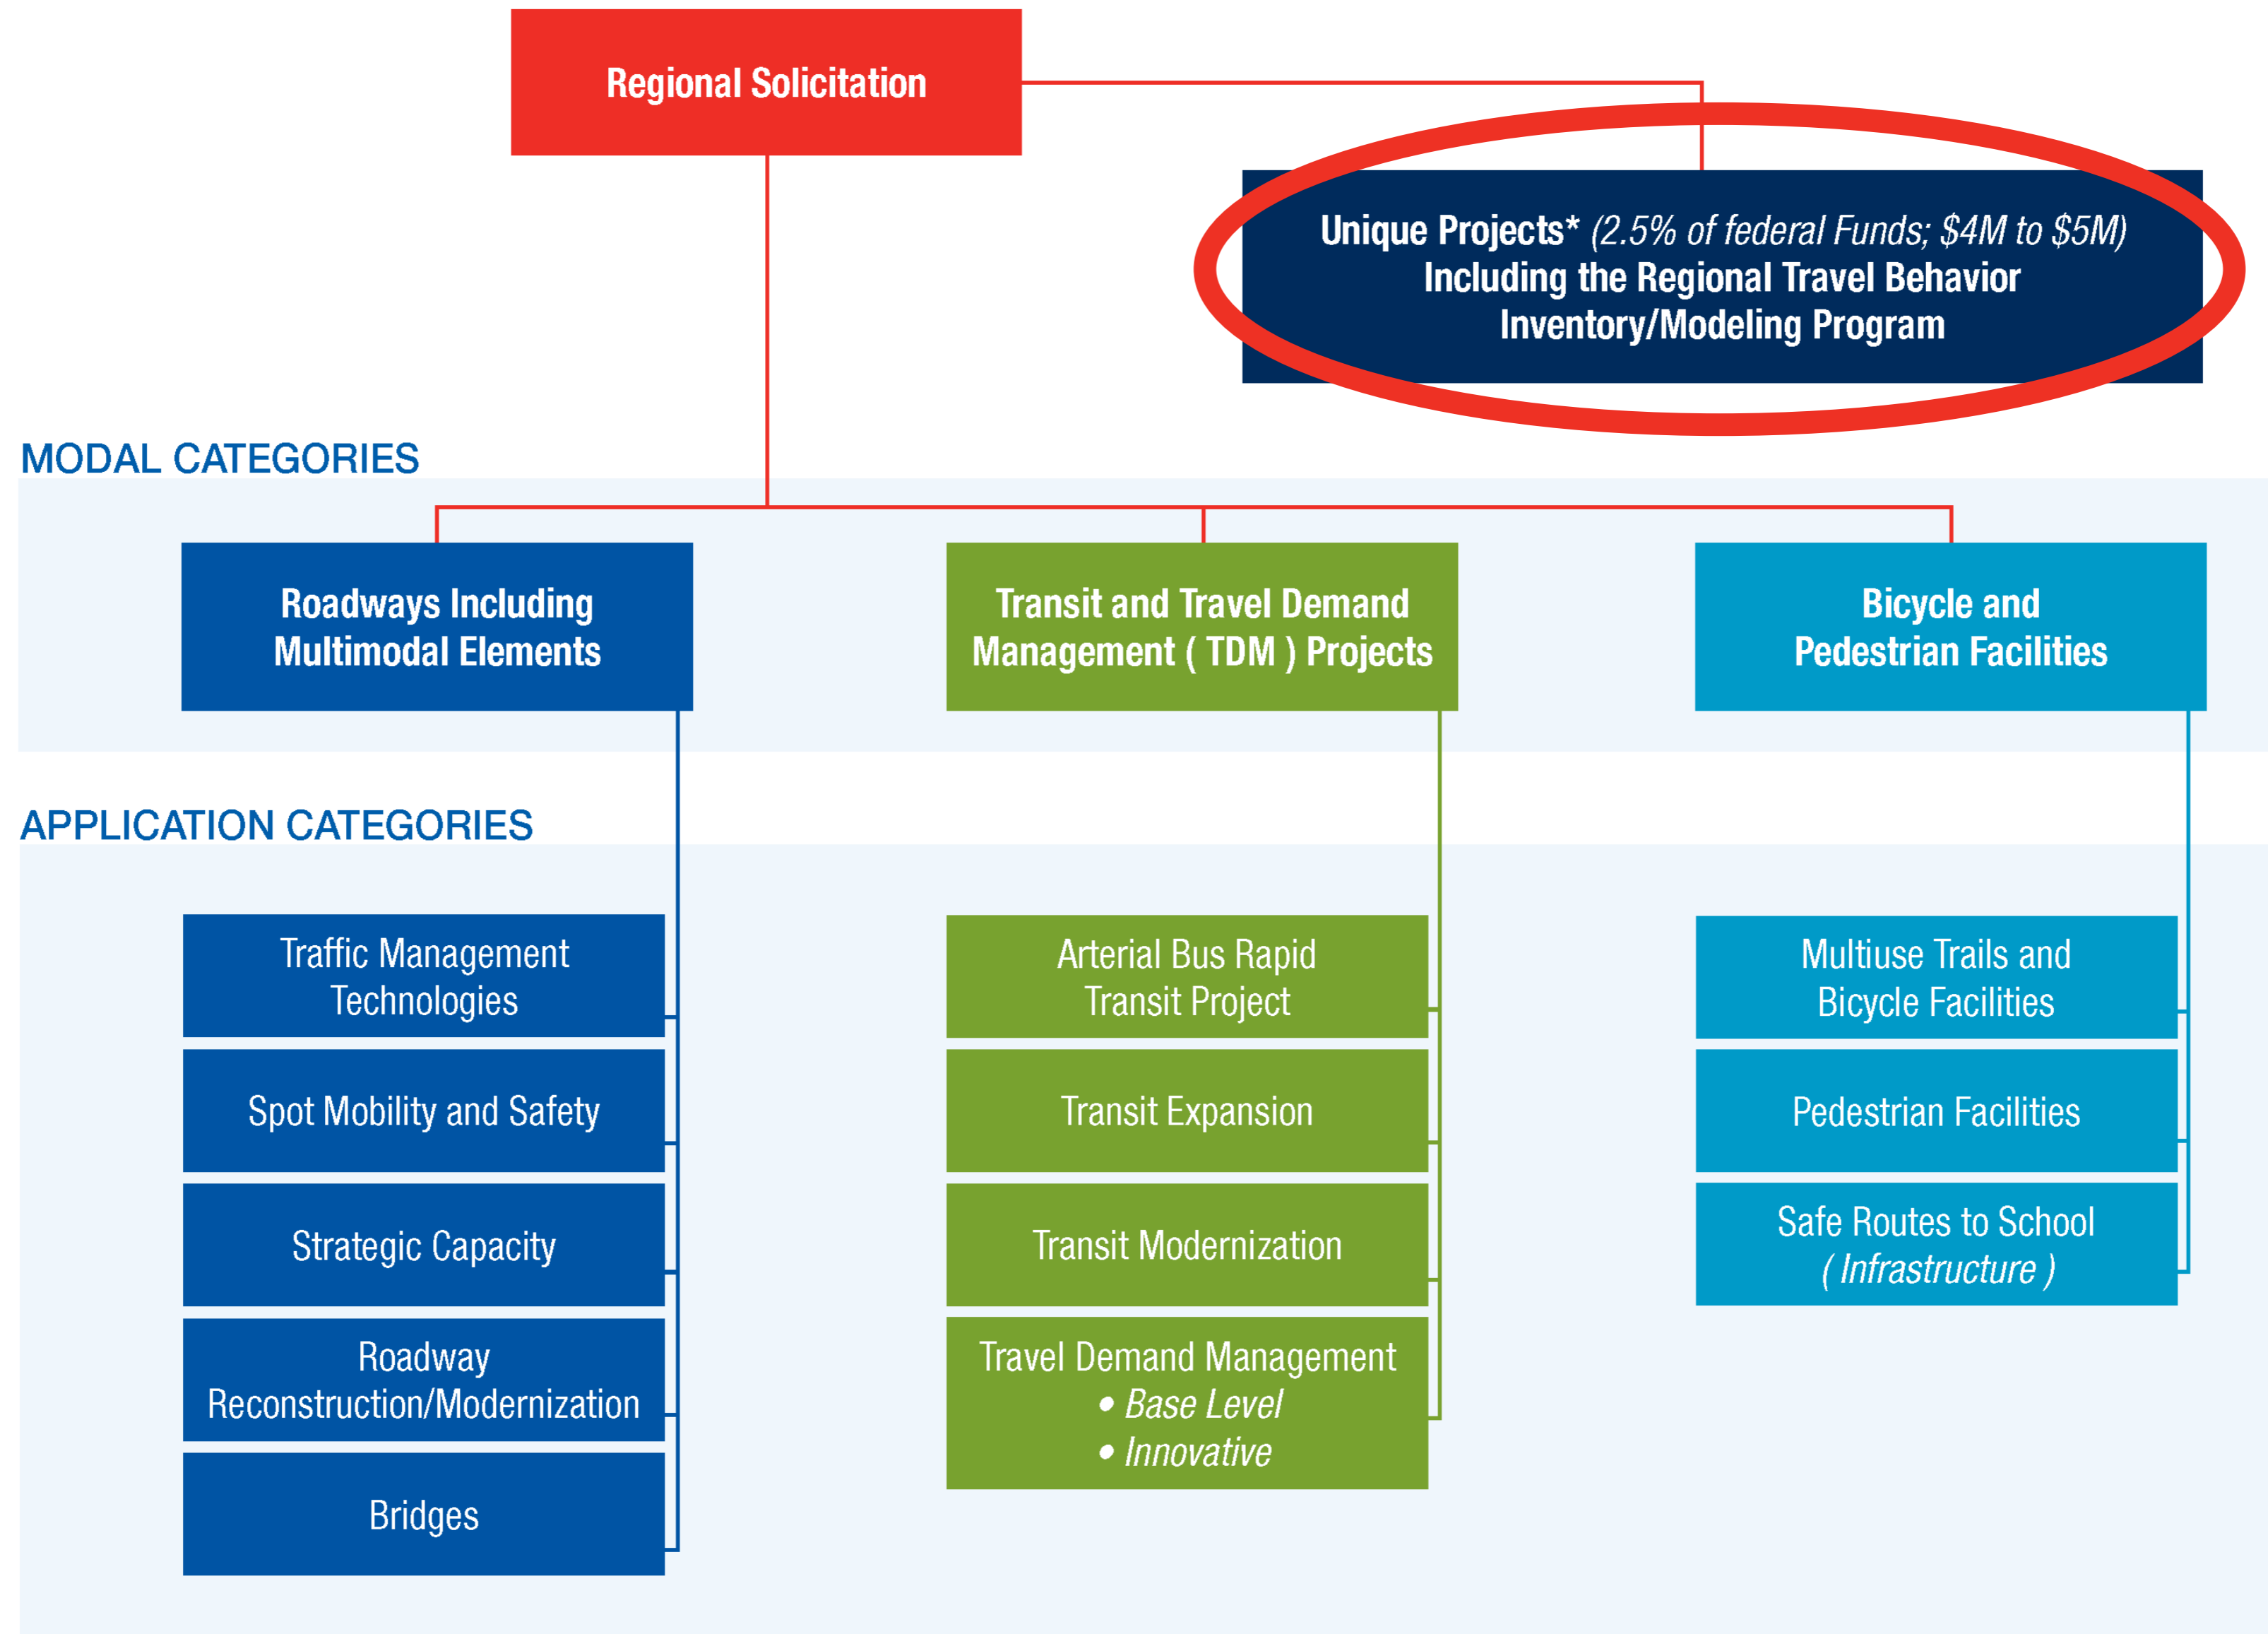 Regional Solicitation
Unique Projects* (2.5% of federal Funds; $4M to $5M)
Including the Regional Travel Behavior
Inventory/Modeling Program
MODAL CATEGORIES
Roadways Including
Multimodal Elements
Transit and Travel Demand
Management ( TDM ) Projects
Bicycle and
Pedestrian Facilities
APPLICATION CATEGORIES
Traffic Management
Technologies
Spot Mobility and Safety
Strategic Capacity
Roadway
Reconstruction/Modernization
Bridges
Arterial Bus Rapid
Transit Project
Transit Expansion
Transit Modernization
Travel Demand Management
• Base Level
• Innovative
Multiuse Trails and
Bicycle Facilities
Pedestrian Facilities
Safe Routes to School
( Infrastructure )